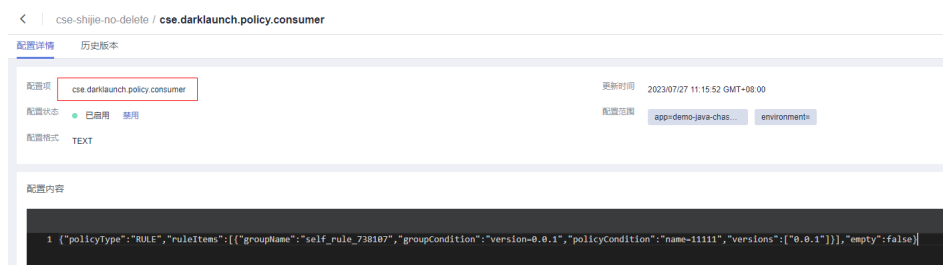 cse-shijie-no-delete / cse.darklaunch.policy.consumer
配置详情 历史版本
配置项 cse.darklaunch.policy.consumer 更新时间 2023/07/27 11:15:52 GMT+08:00
配置状态 已启用 禁用 配置范围 app=demo-java-chas... environment=
配置格式 TEXT
配置内容
1 {"policyType":"RULE","ruleItems":[{"groupName":"self_rule_738107","groupCondition":"version=0.0.1","policyCondition":"name=11111","versions":["0.0.1"]}],"empty":false}